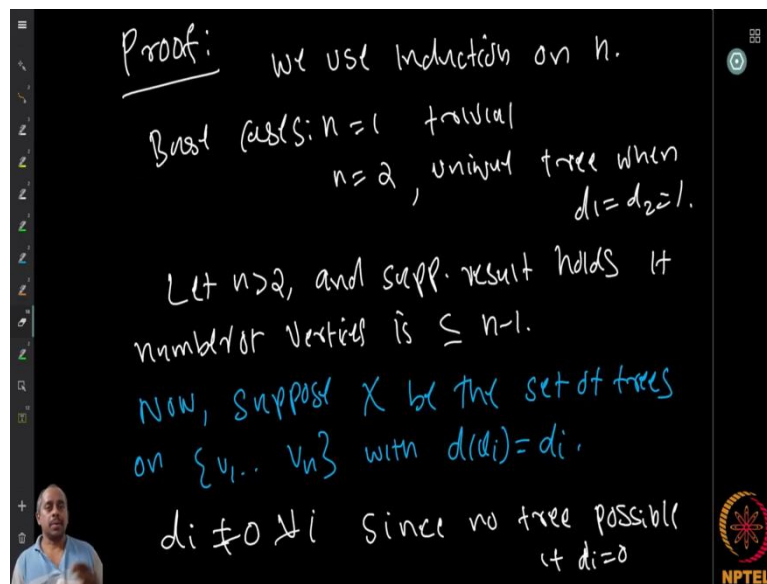 Proof: we use Induction on n.
Base Cases: n=1 trivial
n=2, unique tree when
d1=d2=1.
Let n>2, and supp. result holds if
number of vertices is ≤ n-1.
Now, suppose X be the set of trees
on {v1... vn} with d(vi)=di.
di ≠0 ∀i since no tree possible
if di=0
NPTEL